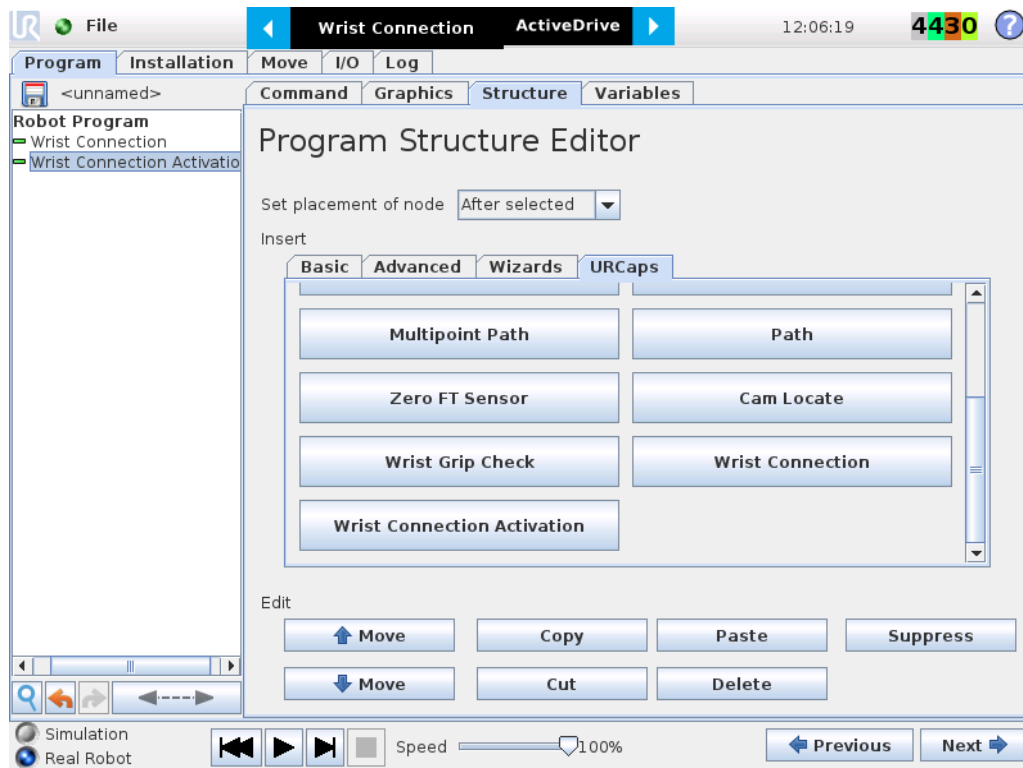 UR File Wrist Connection ActiveDrive 12:06:19 4430 ?
Program Installation Move I/O Log
<unnamed> Command Graphics Structure Variables
Robot Program
Wrist Connection
Wrist Connection Activatio
Program Structure Editor
Set placement of node After selected
Insert
Basic Advanced Wizards URCaps
Multipoint Path Path
Zero FT Sensor Cam Locate
Wrist Grip Check Wrist Connection
Wrist Connection Activation
Edit
Move Copy Paste Suppress
Move Cut Delete
Simulation
Real Robot
Speed 100% Previous Next